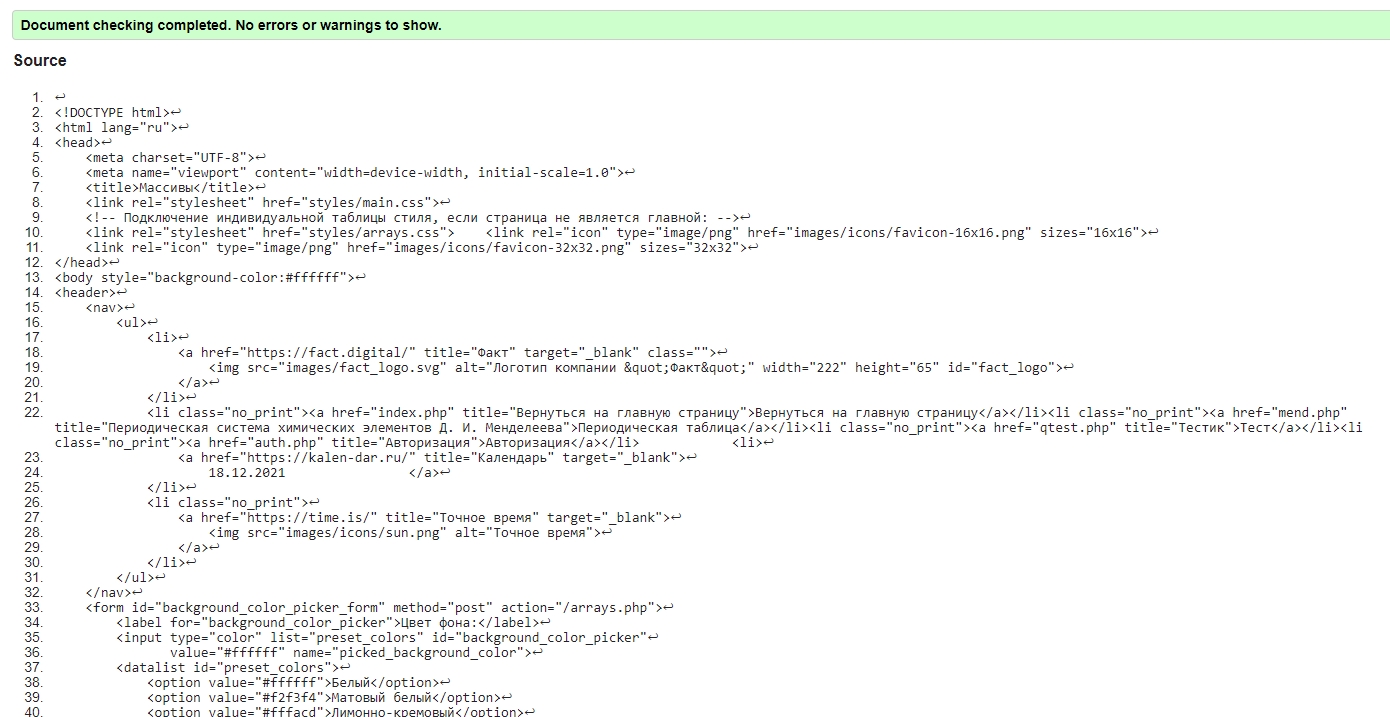 Document checking completed. No errors or warnings to show.
Source
1. ↩
2. <!DOCTYPE html>↩
3. <html lang="ru">↩
4. <head>↩
5.     <meta charset="UTF-8">↩
6.     <meta name="viewport" content="width=device-width, initial-scale=1.0">↩
7.     <title>Массивы</title>↩
8.     <link rel="stylesheet" href="styles/main.css">↩
9.     <!-- Подключение индивидуальной таблицы стиля, если страница не является главной: -->↩
10.     <link rel="stylesheet" href="styles/arrays.css">    <link rel="icon" type="image/png" href="images/icons/favicon-16x16.png" sizes="16x16">↩
11.     <link rel="icon" type="image/png" href="images/icons/favicon-32x32.png" sizes="32x32">↩
12. </head>↩
13. <body style="background-color:#ffffff">↩
14. <header>↩
15.     <nav>↩
16.         <ul>↩
17.             <li>↩
18.                 <a href="https://fact.digital/" title="Факт" target="_blank" class="">↩
19.                     <img src="images/fact_logo.svg" alt="Логотип компании &quot;Факт&quot;" width="222" height="65" id="fact_logo">↩
20.                 </a>↩
21.             </li>↩
22.             <li class="no_print"><a href="index.php" title="Вернуться на главную страницу">Вернуться на главную страницу</a></li><li class="no_print"><a href="mend.php"
title="Периодическая система химических элементов Д. И. Менделеева">Периодическая таблица</a></li><li class="no_print"><a href="qtest.php" title="Тестик">Тест</a></li><li
class="no_print"><a href="auth.php" title="Авторизация">Авторизация</a></li>            <li>↩
23.                 <a href="https://kalen-dar.ru/" title="Календарь" target="_blank">↩
24.                     18.12.2021                </a>↩
25.             </li>↩
26.             <li class="no_print">↩
27.                 <a href="https://time.is/" title="Точное время" target="_blank">↩
28.                     <img src="images/icons/sun.png" alt="Точное время">↩
29.                 </a>↩
30.             </li>↩
31.         </ul>↩
32.     </nav>↩
33.     <form id="background_color_picker_form" method="post" action="/arrays.php">↩
34.         <label for="background_color_picker">Цвет фона:</label>↩
35.         <input type="color" list="preset_colors" id="background_color_picker"↩
36.                value="#ffffff" name="picked_background_color">↩
37.         <datalist id="preset_colors">↩
38.             <option value="#ffffff">Белый</option>↩
39.             <option value="#f2f3f4">Матовый белый</option>↩
40.             <option value="#fffacd">Лимонно-кремовый</option>↩